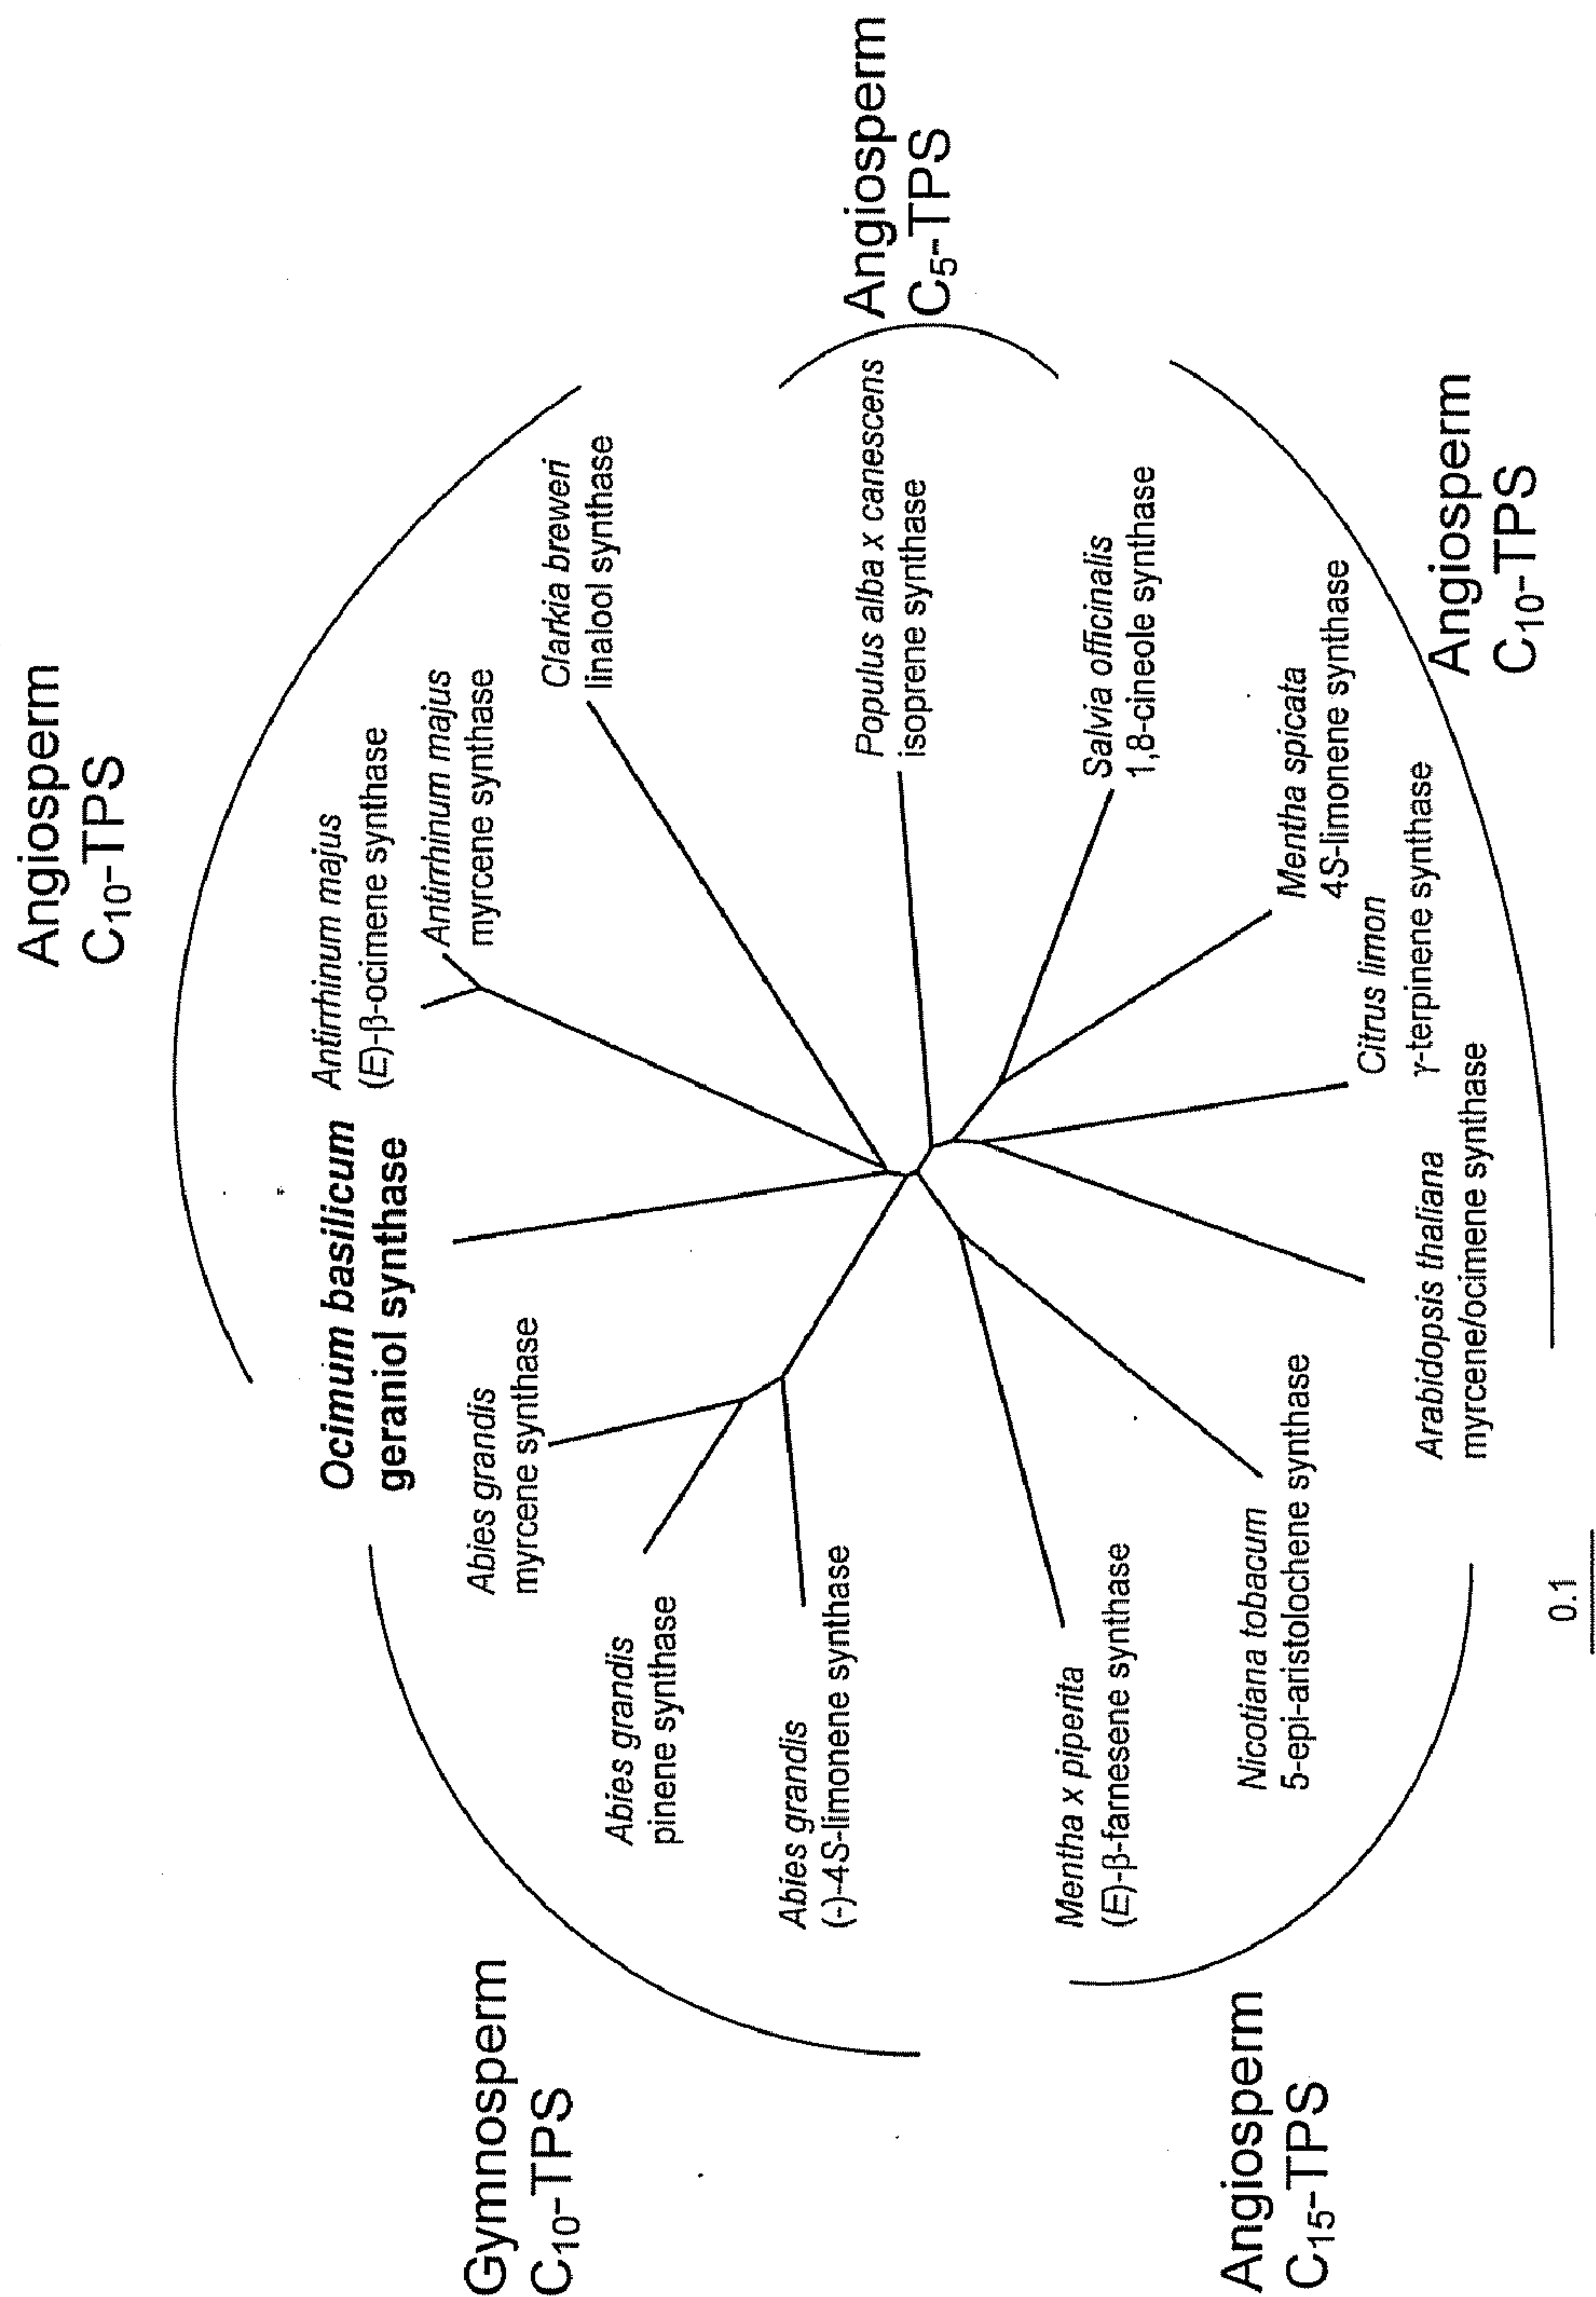 Angiosperm
C10-TPS
Ocimum basilicum
geraniol synthase
Antirrhinum majus
(E)-β-ocimene synthase
Antirrhinum majus
myrcene synthase
Clarkia breweri
linalool synthase
Angiosperm
C5-TPS
Populus alba x canescens
isoprene synthase
Salvia officinalis
1,8-cineole synthase
Mentha spicata
4S-limonene synthase
Citrus limon
γ-terpinene synthase
Arabidopsis thaliana
myrcene/ocimene synthase
Angiosperm
C10-TPS
Gymnosperm
C10-TPS
Abies grandis
myrcene synthase
Abies grandis
pinene synthase
Abies grandis
(-)-4S-limonene synthase
Mentha x piperita
(E)-β-farnesene synthase
Nicotiana tobacum
5-epi-aristolochene synthase
Angiosperm
C15-TPS
0.1